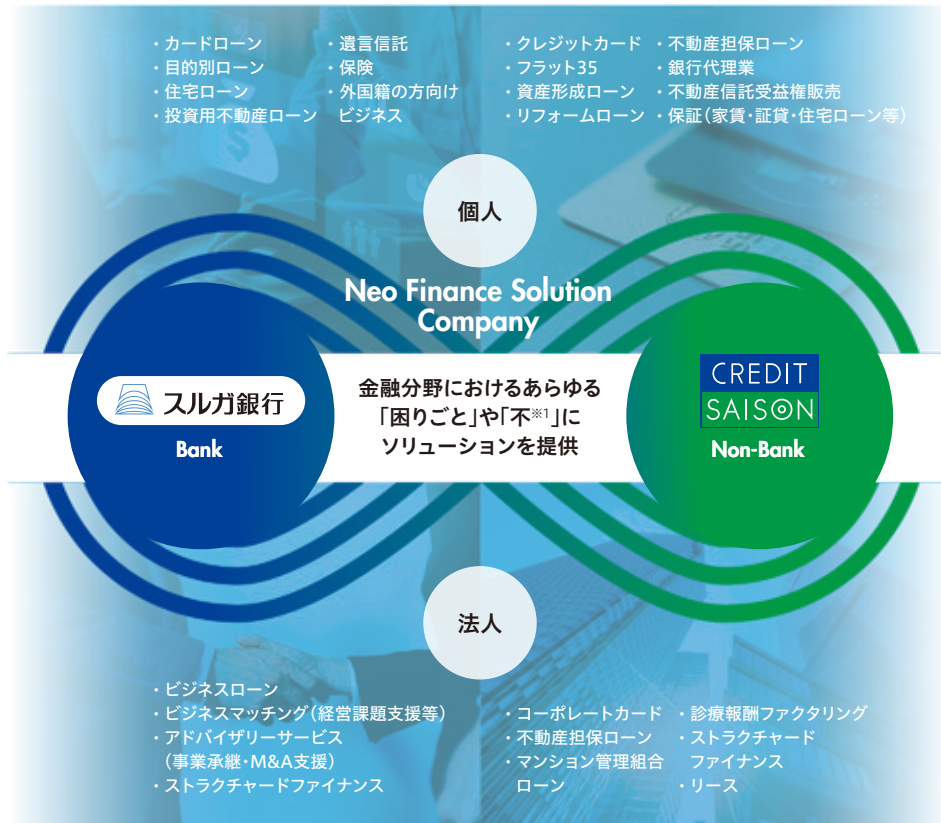 ・カードローン
・目的別ローン
・住宅ローン
・投資用不動産ローン
・遺言信託
・保険
・外国籍の方向け
ビジネス
・クレジットカード
・フラット35
・資産形成ローン
・リフォームローン
・不動産担保ローン
・銀行代理業
・不動産信託受益権販売
・保証(家賃・証貸・住宅ローン等)
個人
Neo Finance Solution
Company
スルガ銀行
Bank
金融分野におけるあらゆる
「困りごと」や「不※1」に
ソリューションを提供
CREDIT
SAISON
Non-Bank
法人
・ビジネスローン
・ビジネスマッチング(経営課題支援等)
・アドバイザリーサービス
(事業承継・M&A支援)
・ストラクチャードファイナンス
・コーポレートカード
・不動産担保ローン
・マンション管理組合
ローン
・診療報酬ファクタリング
・ストラクチャード
ファイナンス
・リース